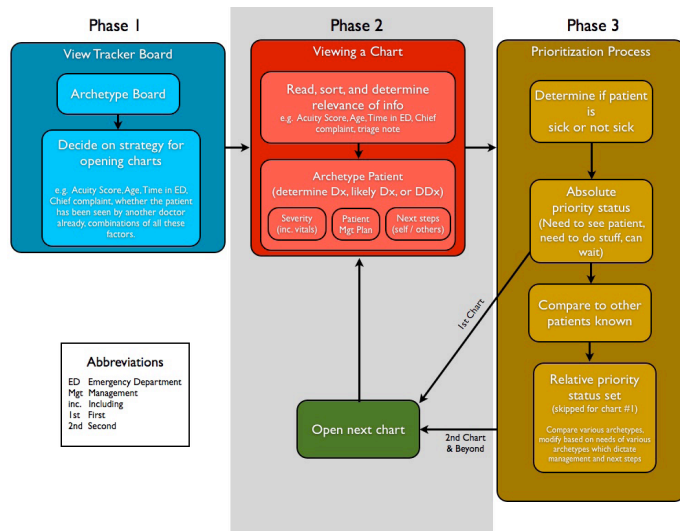 Phase 1
View Tracker Board
Archetype Board
Decide on strategy for
opening charts
e.g. Acuity Score, Age, Time in ED,
Chief complaint, whether the patient
has been seen by another doctor
already, combinations of all these
factors.
Abbreviations
ED Emergency Department
Mgt Management
inc. Including
1st First
2nd Second
Phase 2
Viewing a Chart
Read, sort, and determine
relevance of info
e.g. Acuity Score, Age, Time in ED, Chief
complaint, triage note
Archetype Patient
(determine Dx, likely Dx, or DDx)
Severity
(inc. vitals)
Patient
Mgt Plan
Next steps
(self / others)
Open next chart
1st Chart
2nd Chart
& Beyond
Phase 3
Prioritization Process
Determine if patient
is
sick or not sick
Absolute
priority status
(Need to see patient,
need to do stuff, can
wait)
Compare to other
patients known
Relative priority
status set
(skipped for chart #1)
Compare various archetypes,
modify based on needs of various
archetypes which dictate
management and next steps